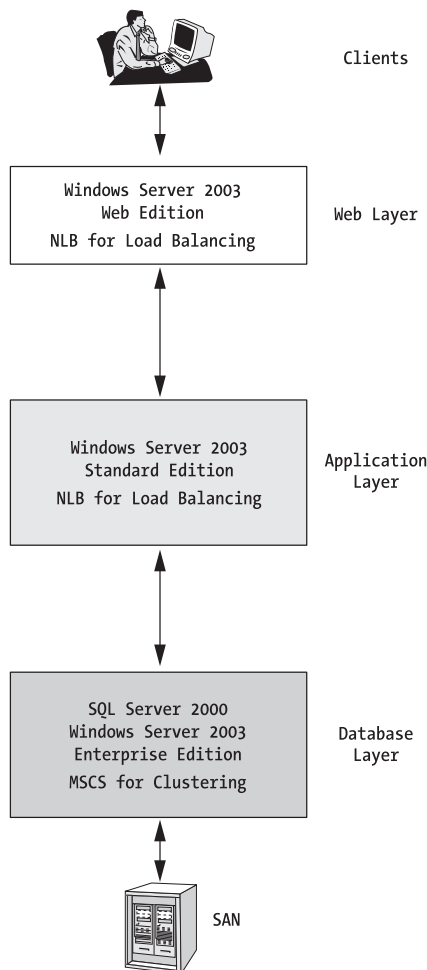 Clients
Windows Server 2003
Web Edition
NLB for Load Balancing
Web Layer
Windows Server 2003
Standard Edition
NLB for Load Balancing
Application
Layer
SQL Server 2000
Windows Server 2003
Enterprise Edition
MSCS for Clustering
Database
Layer
SAN